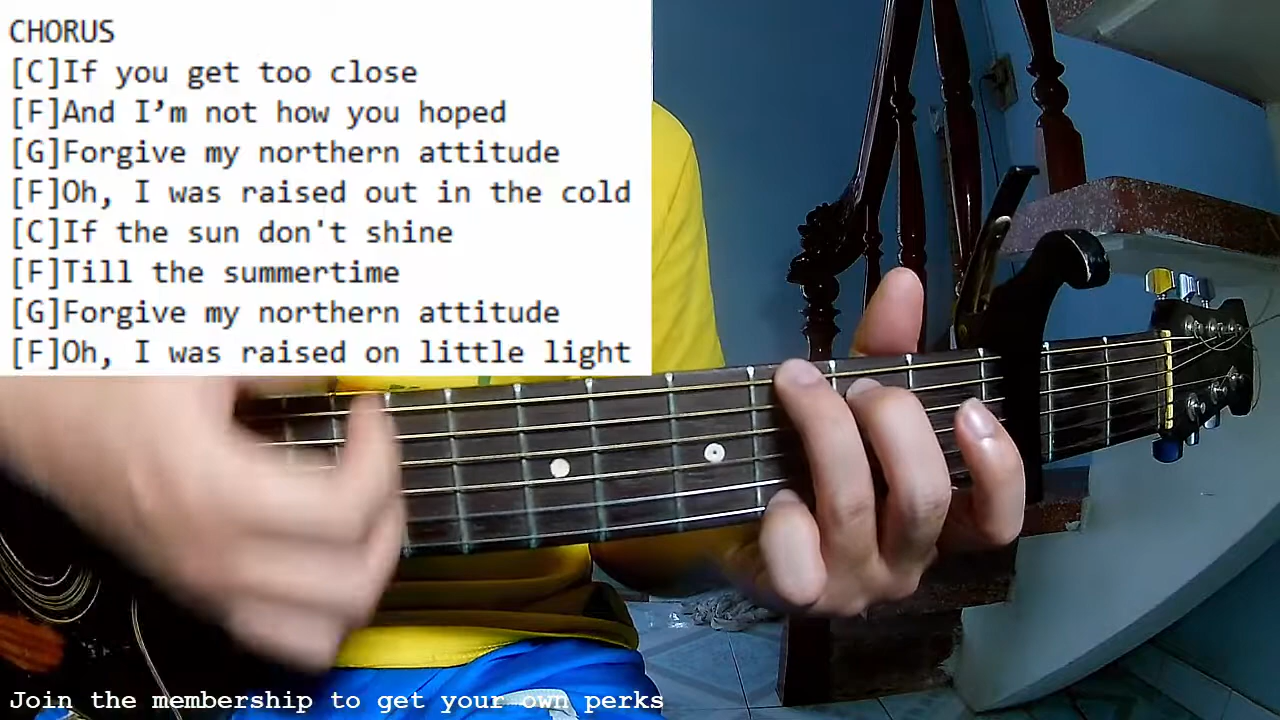 CHORUS
[C]If you get too close
[F]And I’m not how you hoped
[G]Forgive my northern attitude
[F]Oh, I was raised out in the cold
[C]If the sun don't shine
[F]Till the summertime
[G]Forgive my northern attitude
[F]Oh, I was raised on little light
Join the membership to get your own perks